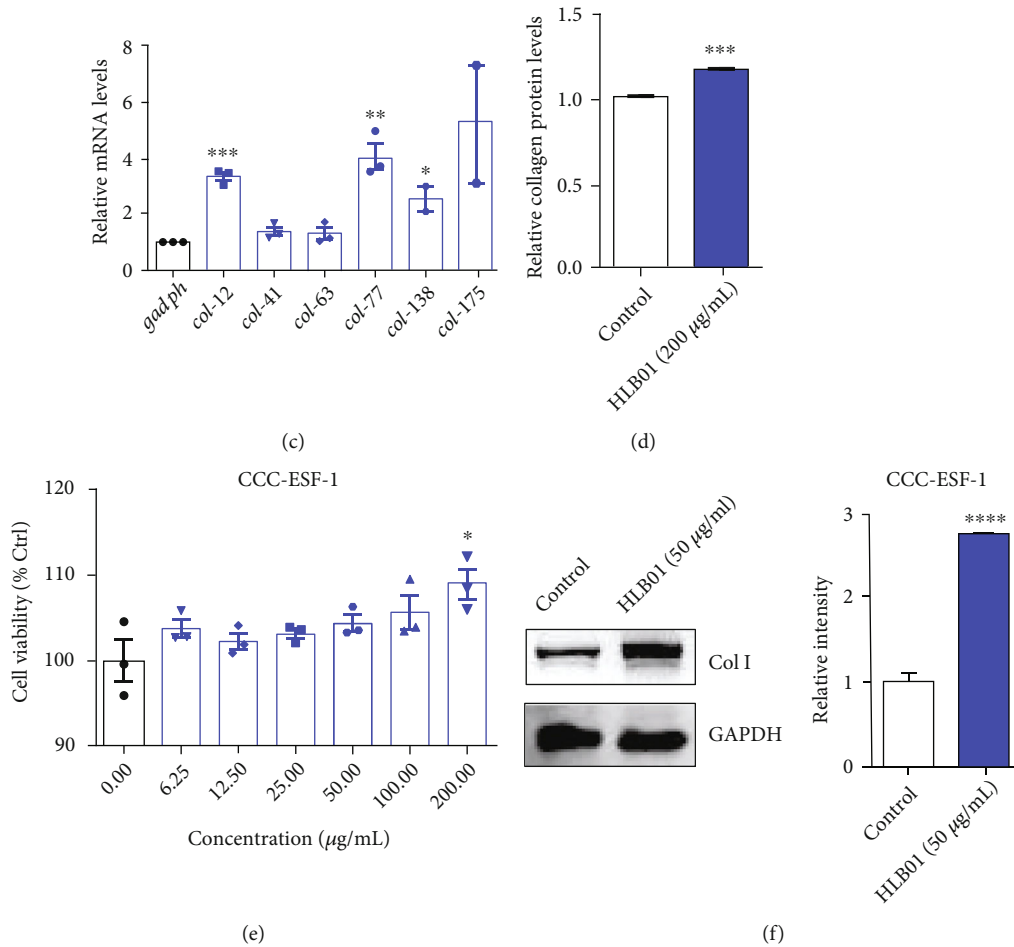 Relative mRNA levels
8
6
4
2
0
***
**
*
gadph
col-12
col-41
col-63
col-77
col-138
col-175
(c)
Relative collagen protein levels
1.5
1.0
0.5
0.0
***
Control
HLB01 (200 μg/mL)
(d)
CCC-ESF-1
Cell viability (% Ctrl)
120
110
100
90
*
0.00
6.25
12.50
25.00
50.00
100.00
200.00
Concentration (μg/mL)
(e)
Control
HLB01 (50 μg/ml)
Col I
GAPDH
CCC-ESF-1
Relative intensity
3
2
1
0
****
Control
HLB01 (50 μg/mL)
(f)